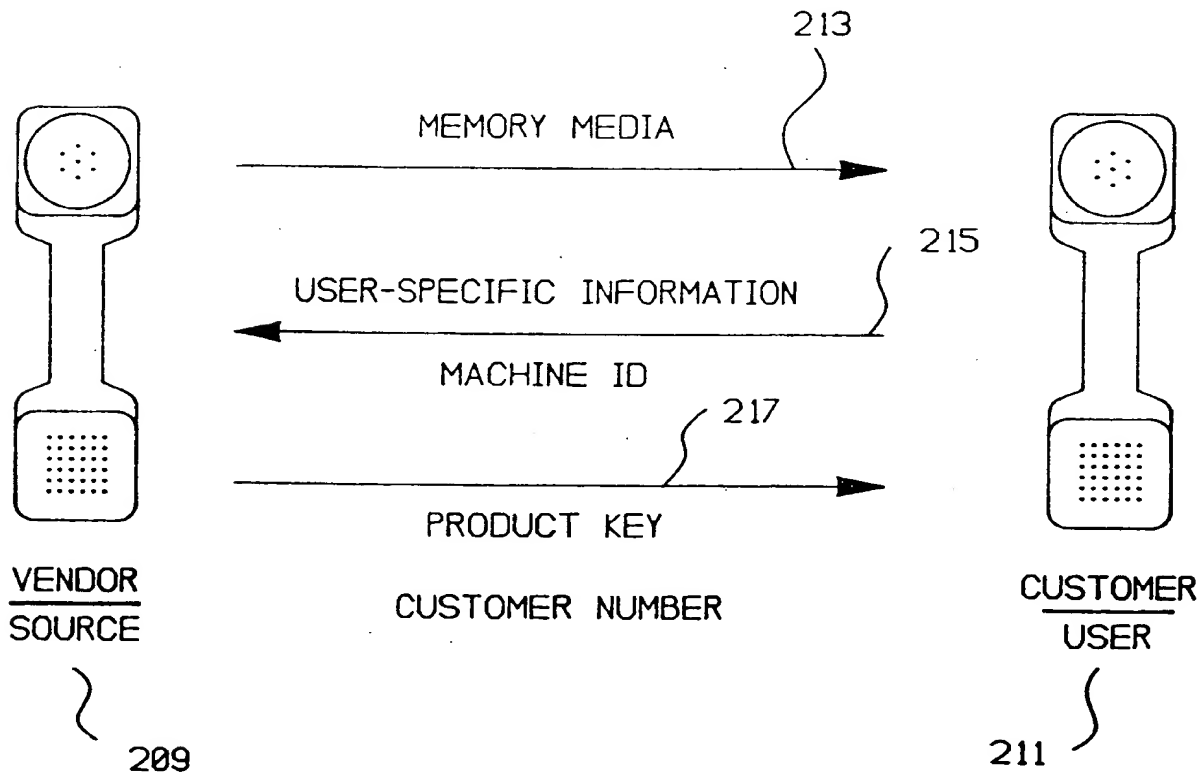 213
MEMORY MEDIA
215
USER-SPECIFIC INFORMATION
MACHINE ID
217
PRODUCT KEY
VENDOR
SOURCE
CUSTOMER NUMBER
CUSTOMER
USER
209
211